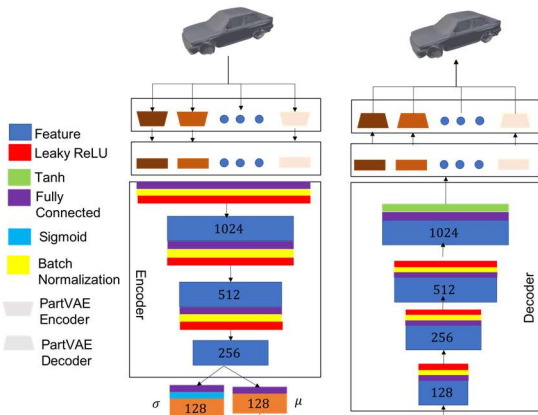 Feature
Leaky ReLU
Tanh
Fully
Connected
Sigmoid
Batch
Normalization
PartVAE
Encoder
PartVAE
Decoder
Encoder
1024
512
256
σ
128
128
μ
Decoder
1024
512
256
128